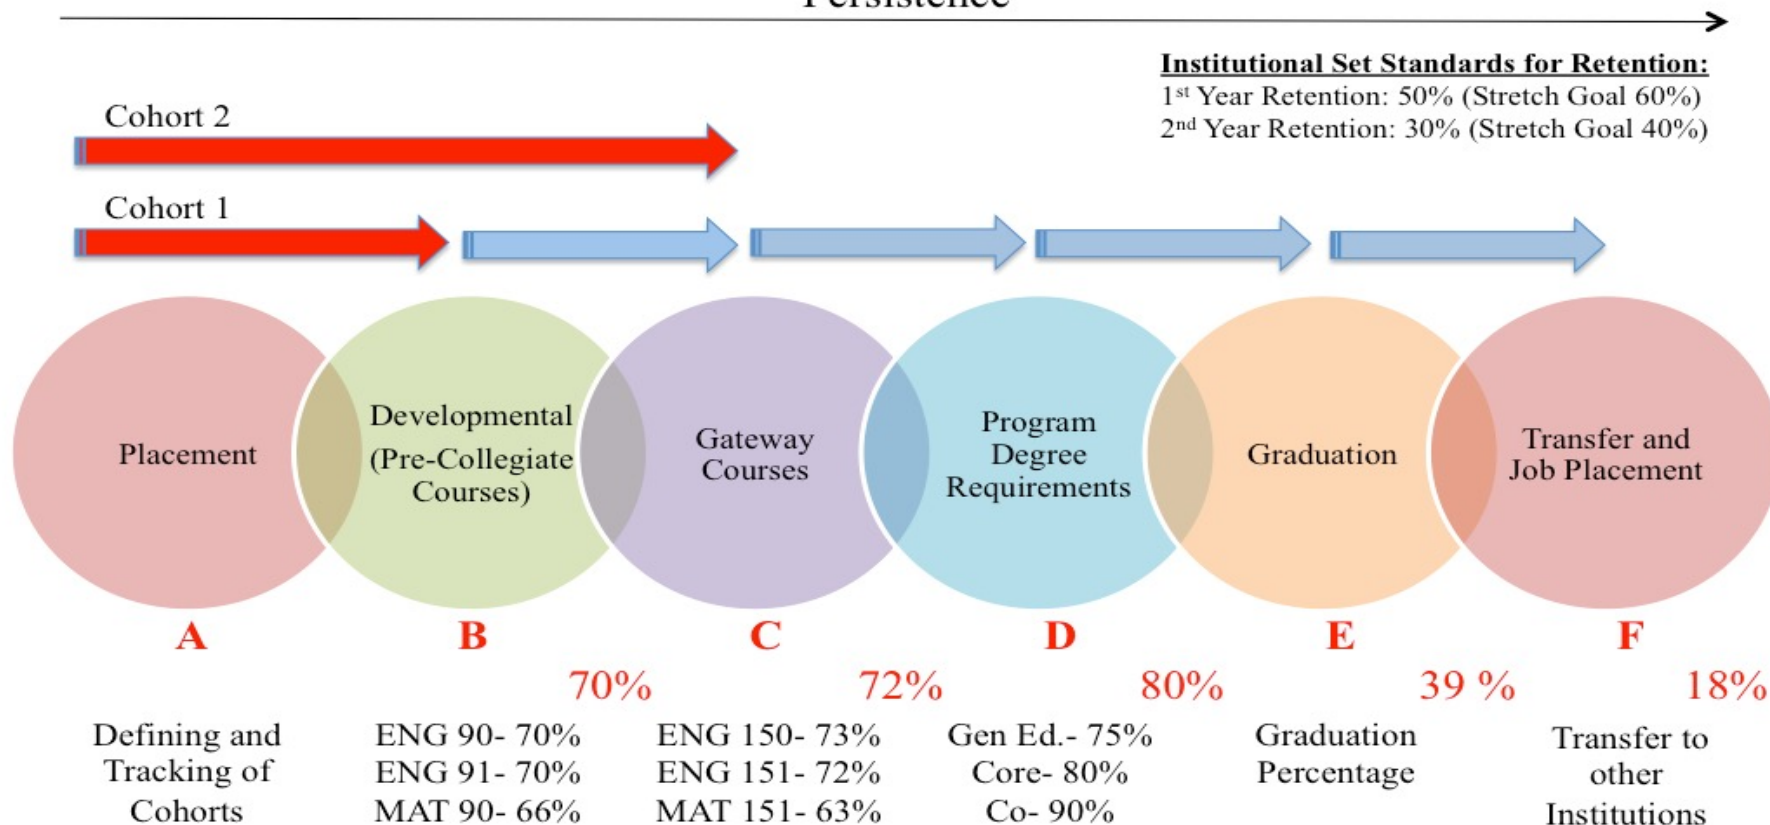 Persistence
Institutional Set Standards for Retention:
1st Year Retention: 50% (Stretch Goal 60%)
2nd Year Retention: 30% (Stretch Goal 40%)
Cohort 2
Cohort 1
Placement
Developmental
(Pre-Collegiate
Courses)
Gateway
Courses
Program
Degree
Requirements
Graduation
Transfer and
Job Placement
A
B
C
D
E
F
70%
72%
80%
39 %
18%
Defining and
Tracking of
Cohorts
ENG 90- 70%
ENG 91- 70%
MAT 90- 66%
ENG 150- 73%
ENG 151- 72%
MAT 151- 63%
Gen Ed.- 75%
Core- 80%
Co- 90%
Graduation
Percentage
Transfer to
other
Institutions